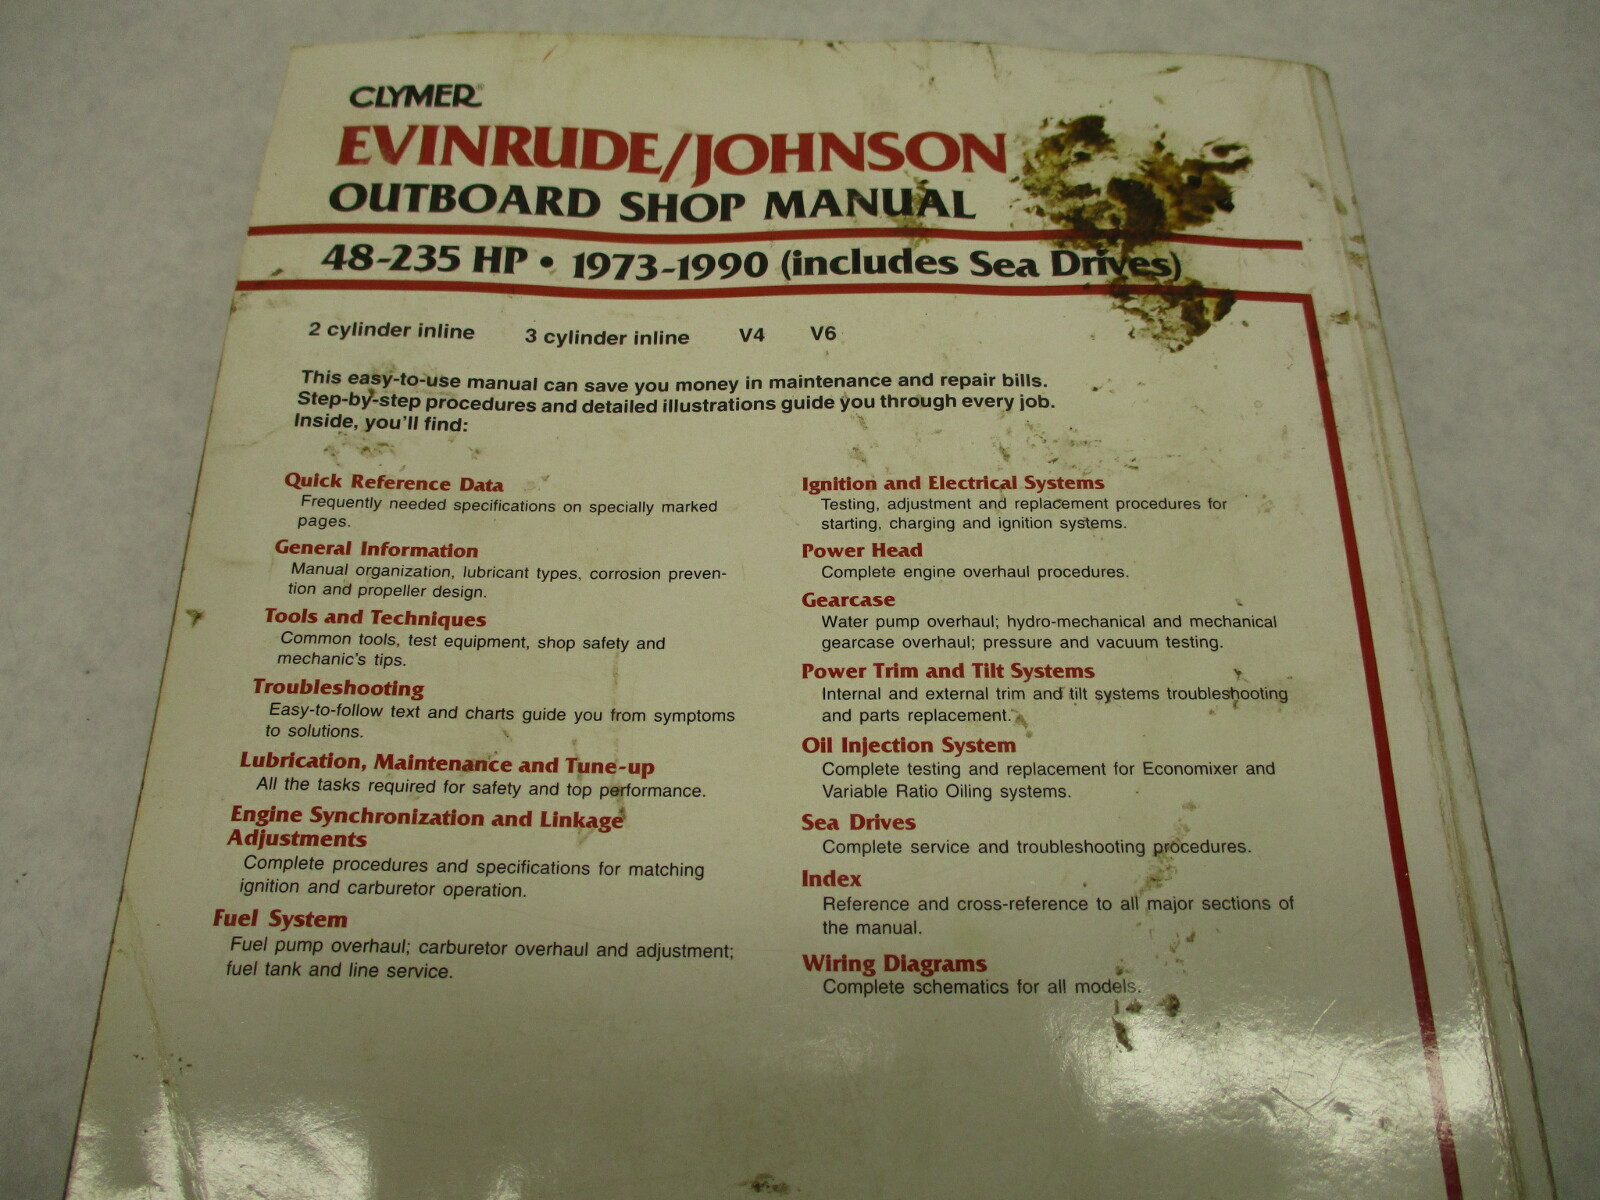 CLYMER®
EVINRUDE/JOHNSON
OUTBOARD SHOP MANUAL
48-235 HP • 1973-1990 (includes Sea Drives)
2 cylinder inline 3 cylinder inline V4 V6
This easy-to-use manual can save you money in maintenance and repair bills.
Step-by-step procedures and detailed illustrations guide you through every job.
Inside, you'll find:
Quick Reference Data
Frequently needed specifications on specially marked
pages.
General Information
Manual organization, lubricant types, corrosion preven-
tion and propeller design.
Tools and Techniques
Common tools, test equipment, shop safety and
mechanic's tips.
Troubleshooting
Easy-to-follow text and charts guide you from symptoms
to solutions.
Lubrication, Maintenance and Tune-up
All the tasks required for safety and top performance.
Engine Synchronization and Linkage
Adjustments
Complete procedures and specifications for matching
ignition and carburetor operation.
Fuel System
Fuel pump overhaul; carburetor overhaul and adjustment;
fuel tank and line service.
Ignition and Electrical Systems
Testing, adjustment and replacement procedures for
starting, charging and ignition systems.
Power Head
Complete engine overhaul procedures.
Gearcase
Water pump overhaul; hydro-mechanical and mechanical
gearcase overhaul; pressure and vacuum testing.
Power Trim and Tilt Systems
Internal and external trim and tilt systems troubleshooting
and parts replacement.
Oil Injection System
Complete testing and replacement for Economixer and
Variable Ratio Oiling systems.
Sea Drives
Complete service and troubleshooting procedures.
Index
Reference and cross-reference to all major sections of
the manual.
Wiring Diagrams
Complete schematics for all models.